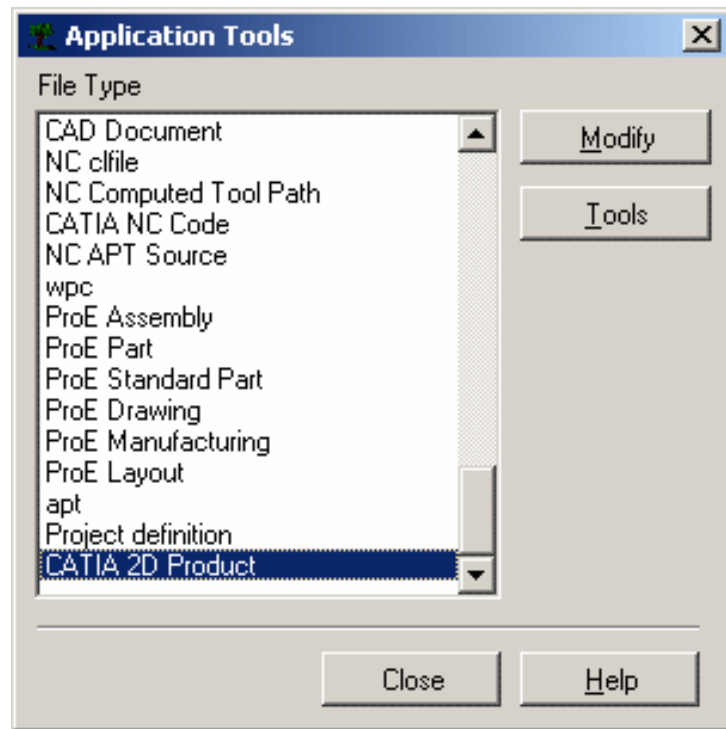 Application Tools
File Type
CAD Document
NC clfile
NC Computed Tool Path
CATIA NC Code
NC APT Source
wpc
ProE Assembly
ProE Part
ProE Standard Part
ProE Drawing
ProE Manufacturing
ProE Layout
apt
Project definition
CATIA 2D Product
Modify
Tools
Close
Help